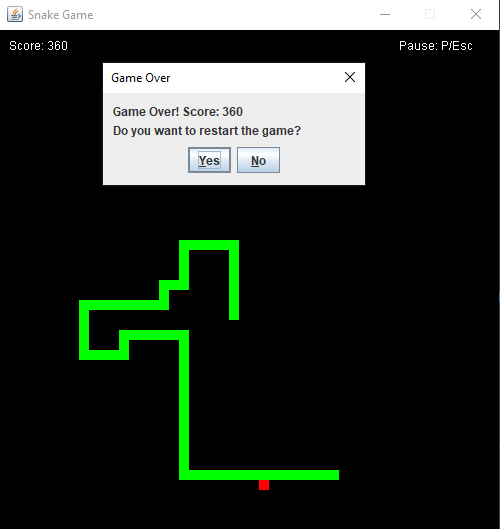 Snake Game
Score: 360
Pause: P/Esc
Game Over
Game Over! Score: 360
Do you want to restart the game?
Yes
No